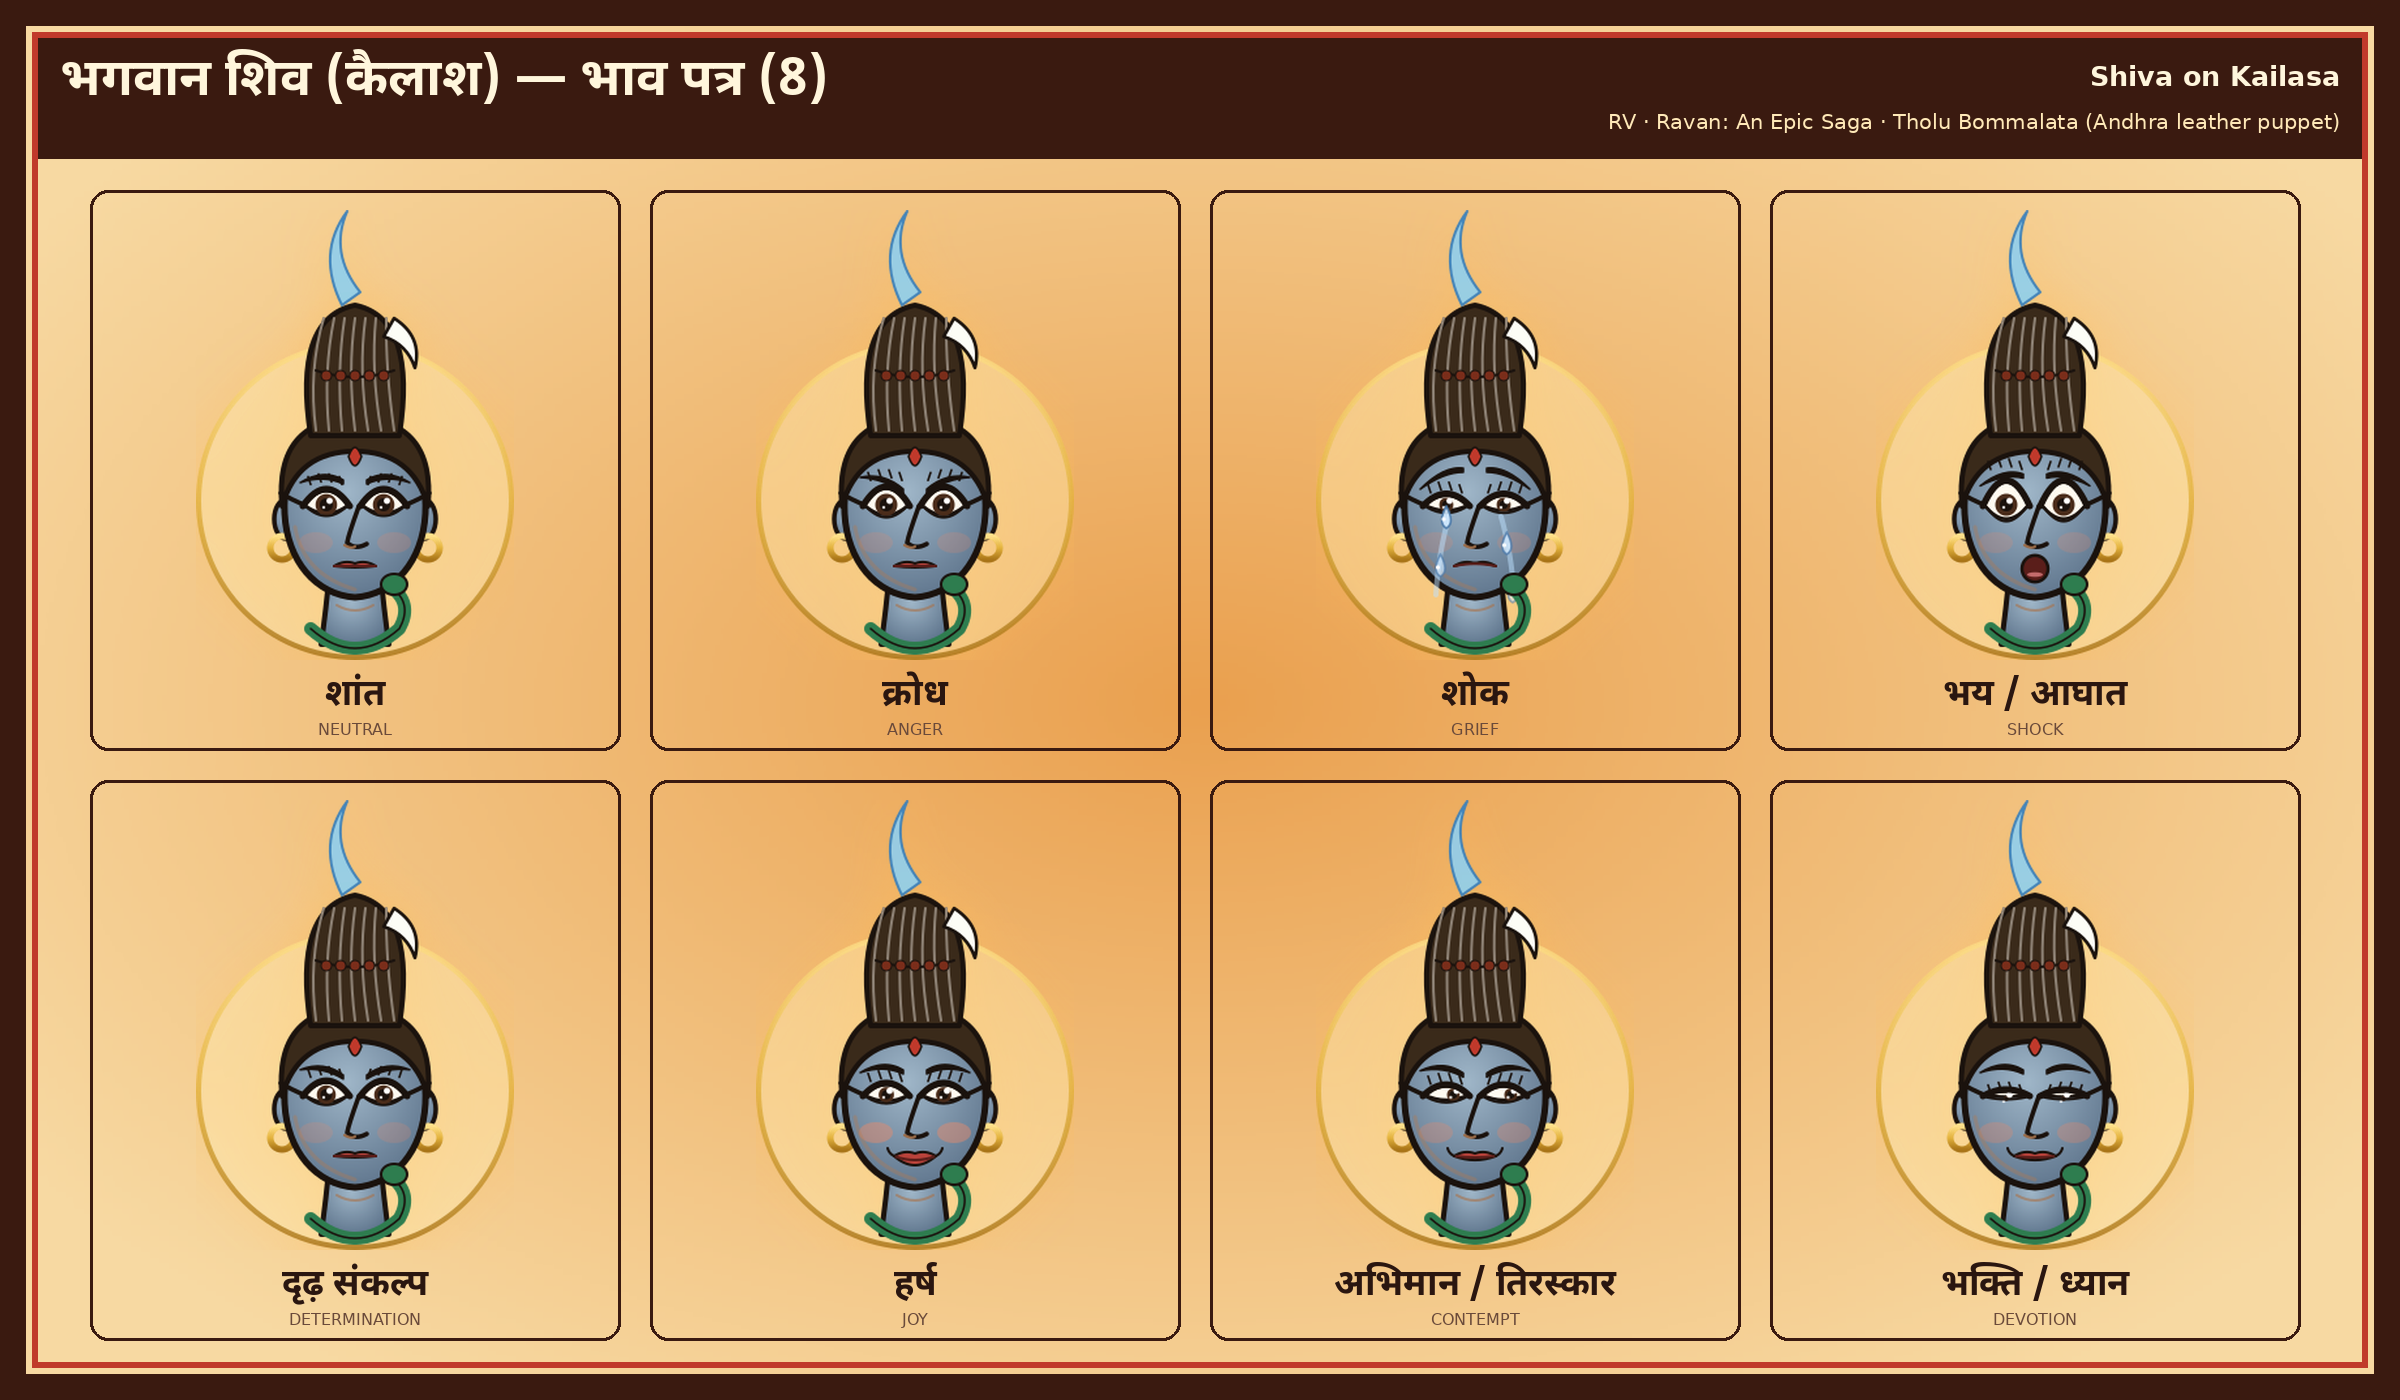 भगवान शिव (कैलाश) — भाव पत्र (8)
Shiva on Kailasa
RV · Ravan: An Epic Saga · Tholu Bommalata (Andhra leather puppet)
शांत
NEUTRAL
क्रोध
ANGER
शोक
GRIEF
भय / आघात
SHOCK
दृढ़ संकल्प
DETERMINATION
हर्ष
JOY
अभिमान / तिरस्कार
CONTEMPT
भक्ति / ध्यान
DEVOTION